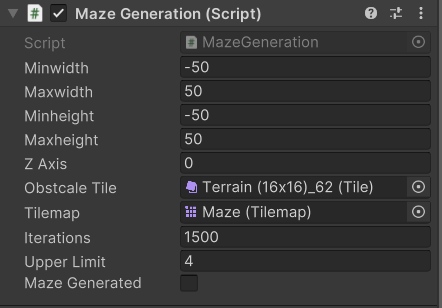 Maze Generation (Script)
Script MazeGeneration
Minwidth -50
Maxwidth 50
Minheight -50
Maxheight 50
Z Axis 0
Obstcale Tile Terrain (16x16)_62 (Tile)
Tilemap Maze (Tilemap)
Iterations 1500
Upper Limit 4
Maze Generated